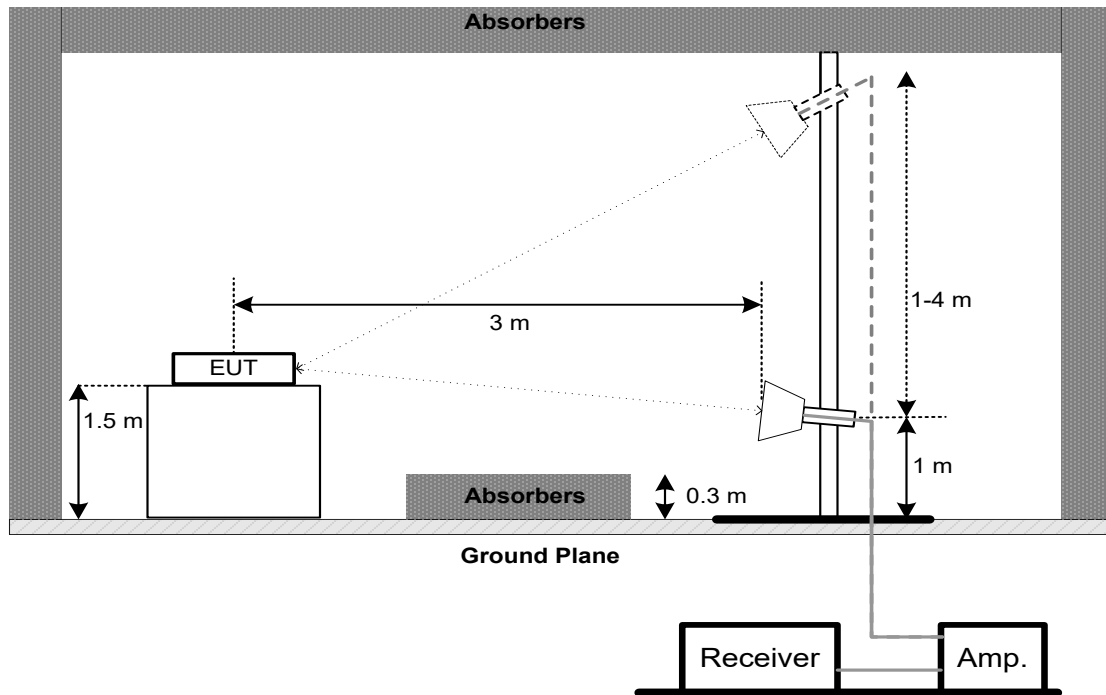 Absorbers
1-4 m
3 m
EUT
1.5 m
1 m
Absorbers
0.3 m
Ground Plane
Receiver
Amp.